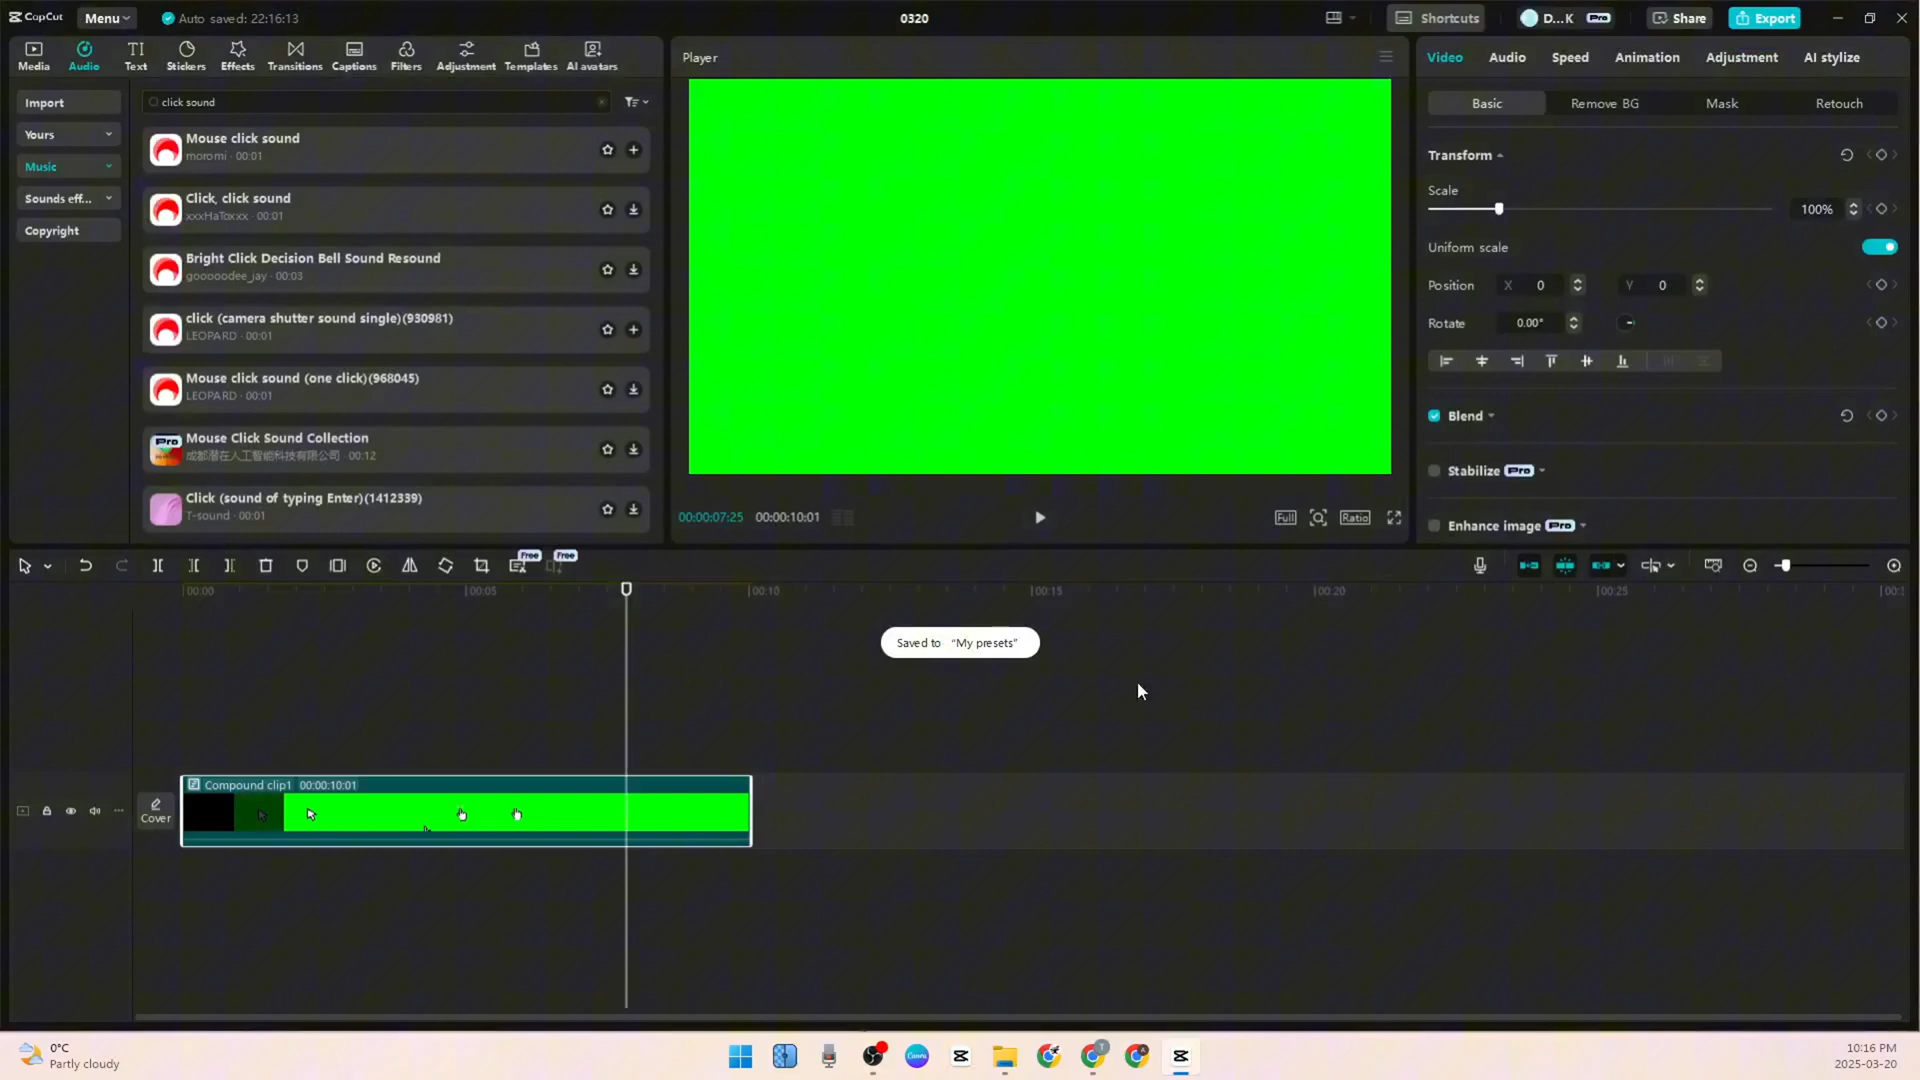 CapCut
Menu
Auto saved: 22:16:13
0320
Shortcuts
D...K
Pro
Share
Export
Media
Audio
Text
Stickers
Effects
Transitions
Captions
Filters
Adjustment
Templates
AI avatars
Import
Yours
Music
Sounds eff...
Copyright
click sound
Mouse click sound
moromi · 00:01
Click, click sound
xxxHaToxxx · 00:01
Bright Click Decision Bell Sound Resound
gooooodee_jay · 00:03
click (camera shutter sound single)(930981)
LEOPARD · 00:01
Mouse click sound (one click)(968045)
LEOPARD · 00:01
Pro
Mouse Click Sound Collection
成都潜在人工智能科技有限公司 · 00:12
Click (sound of typing Enter)(1412339)
T-sound · 00:01
Player
00:00:07:25
00:00:10:01
Full
Ratio
Video
Audio
Speed
Animation
Adjustment
AI stylize
Basic
Remove BG
Mask
Retouch
Transform
Scale
100%
Uniform scale
Position
X
0
Y
0
Rotate
0.00°
Blend
Stabilize
Pro
Enhance image
Pro
Free
Free
00:00
00:05
00:10
00:15
00:20
00:25
Saved to "My presets"
Compound clip1 00:00:10:01
Cover
0°C
Partly cloudy
Canva
T
A
10:16 PM
2025-03-20